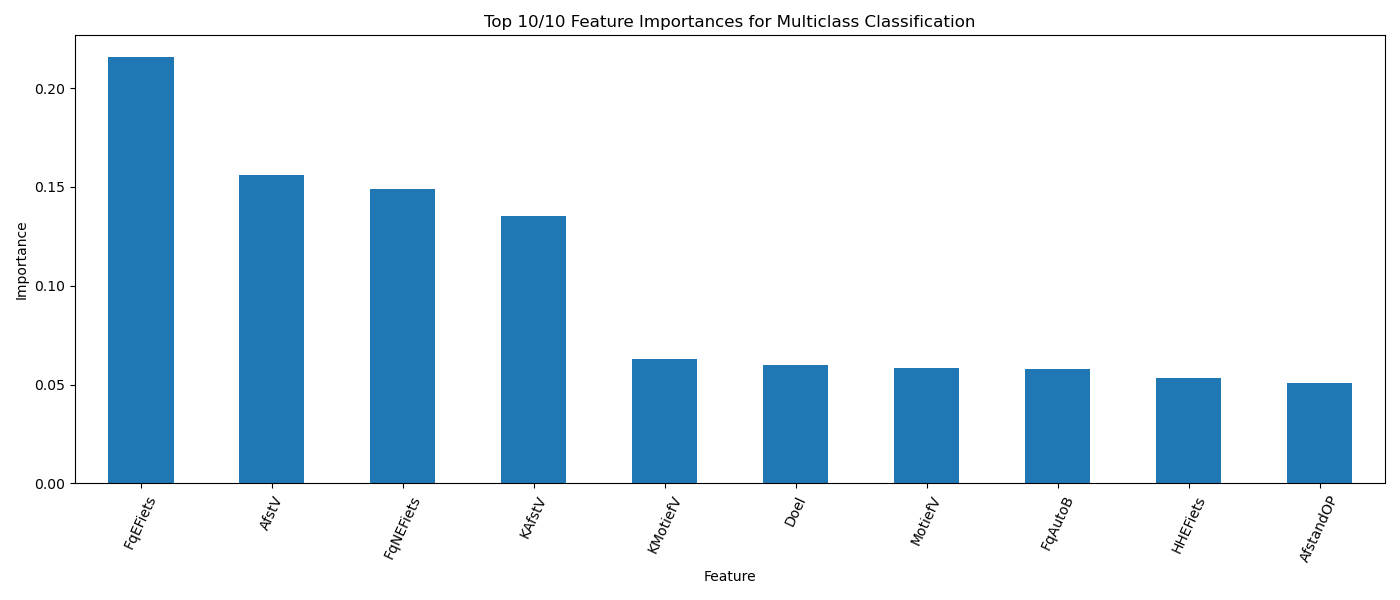 Top 10/10 Feature Importances for Multiclass Classification
0.20
0.15
0.10
0.05
0.00
Importance
FqEFiets
AfstV
FqNEFiets
KAfstV
KMotiefV
Doel
MotiefV
FqAutoB
HHEFiets
AfstandOP
Feature